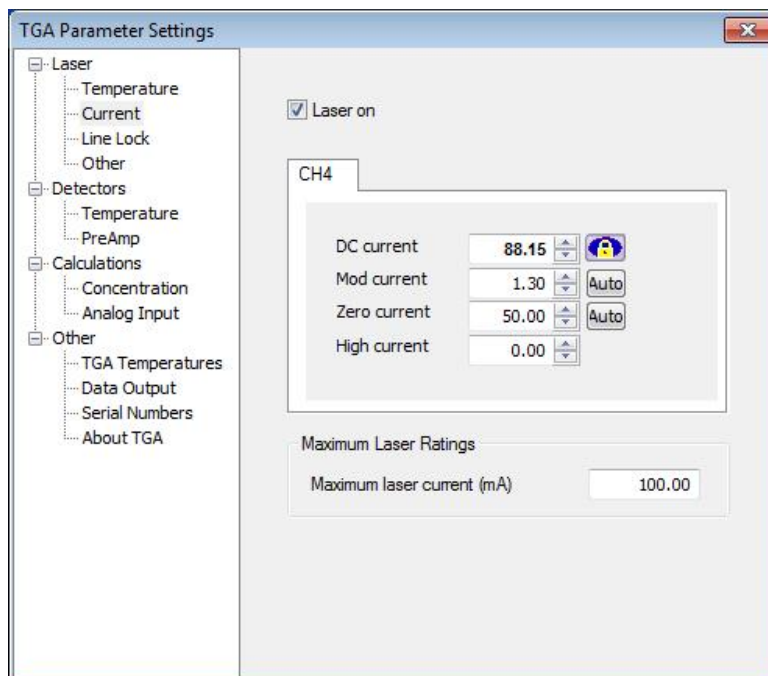 TGA Parameter Settings
Laser
Temperature
Current
Line Lock
Other
Detectors
Temperature
PreAmp
Calculations
Concentration
Analog Input
Other
TGA Temperatures
Data Output
Serial Numbers
About TGA
Laser on
CH4
DC current 88.15
Mod current 1.30 Auto
Zero current 50.00 Auto
High current 0.00
Maximum Laser Ratings
Maximum laser current (mA) 100.00